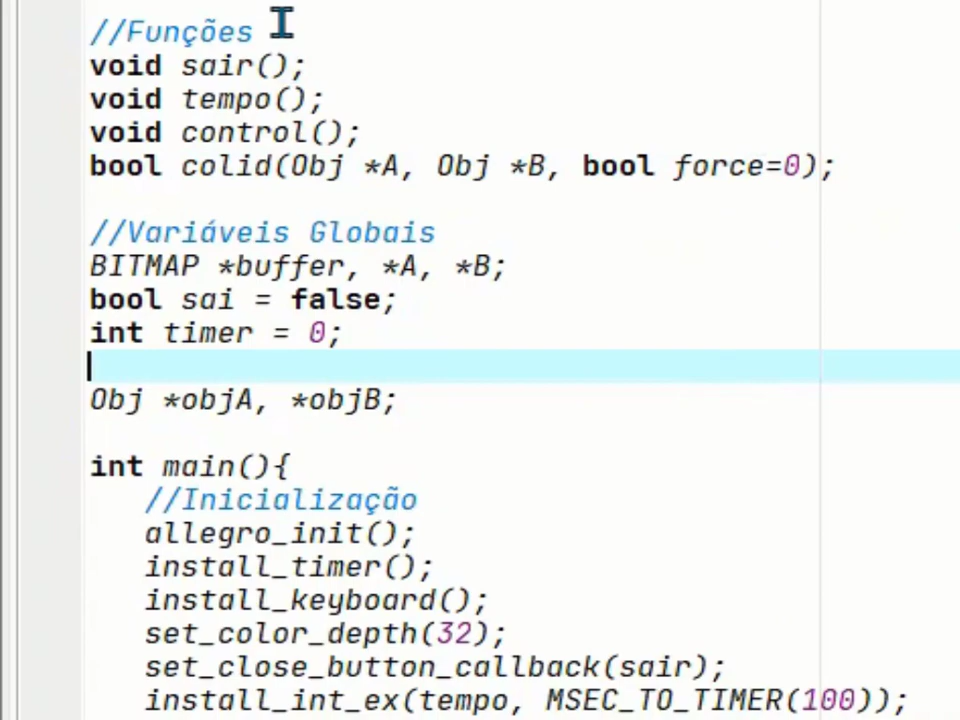 //Funções
void sair();
void tempo();
void control();
bool colid(Obj *A, Obj *B, bool force=0);
//Variáveis Globais
BITMAP *buffer, *A, *B;
bool sai = false;
int timer = 0;
Obj *objA, *objB;
int main(){
//Inicialização
allegro_init();
install_timer();
install_keyboard();
set_color_depth(32);
set_close_button_callback(sair);
install_int_ex(tempo, MSEC_TO_TIMER(100));